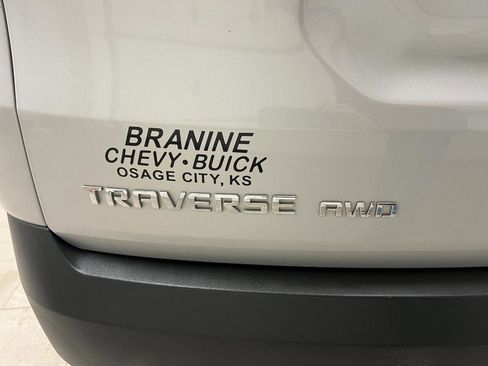 BRANINE
CHEVY•BUICK
OSAGE CITY, KS
TRAVERSE AWD